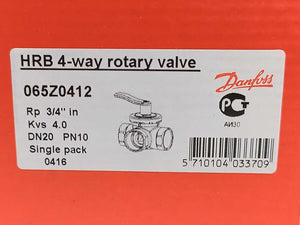 HRB 4-way rotary valve
065Z0412
Danfoss
Rp 3/4" in
Kvs 4.0
DN20 PN10
Single pack
0416
РСТ
АИ30
5 710104 033709